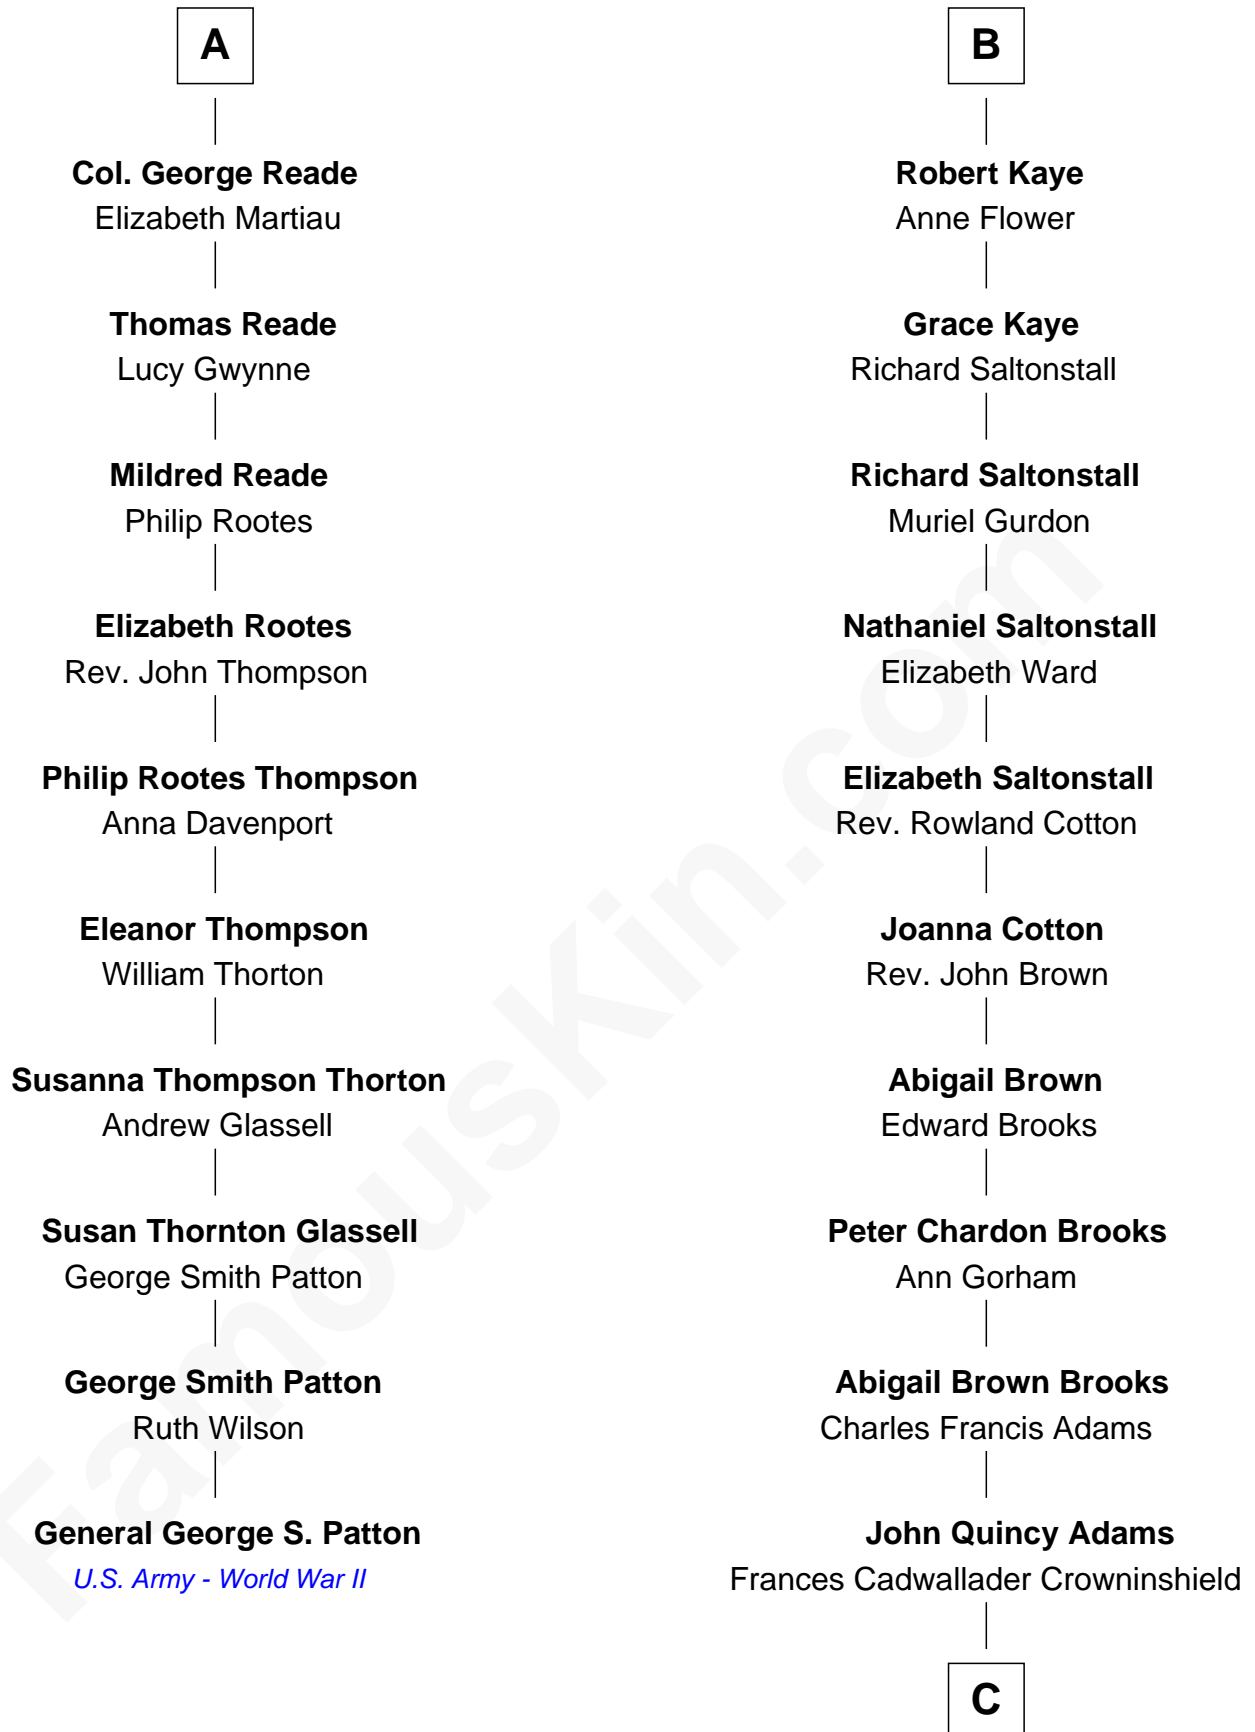 A
Col. George Reade
Elizabeth Martiau
Thomas Reade
Lucy Gwynne
Mildred Reade
Philip Rootes
Elizabeth Rootes
Rev. John Thompson
Philip Rootes Thompson
Anna Davenport
Eleanor Thompson
William Thorton
Susanna Thompson Thorton
Andrew Glassell
Susan Thornton Glassell
George Smith Patton
George Smith Patton
Ruth Wilson
General George S. Patton
U.S. Army - World War II
B
Robert Kaye
Anne Flower
Grace Kaye
Richard Saltonstall
Richard Saltonstall
Muriel Gurdon
Nathaniel Saltonstall
Elizabeth Ward
Elizabeth Saltonstall
Rev. Rowland Cotton
Joanna Cotton
Rev. John Brown
Abigail Brown
Edward Brooks
Peter Chardon Brooks
Ann Gorham
Abigail Brown Brooks
Charles Francis Adams
John Quincy Adams
Frances Cadwallader Crowninshield
C
FamousKin.com